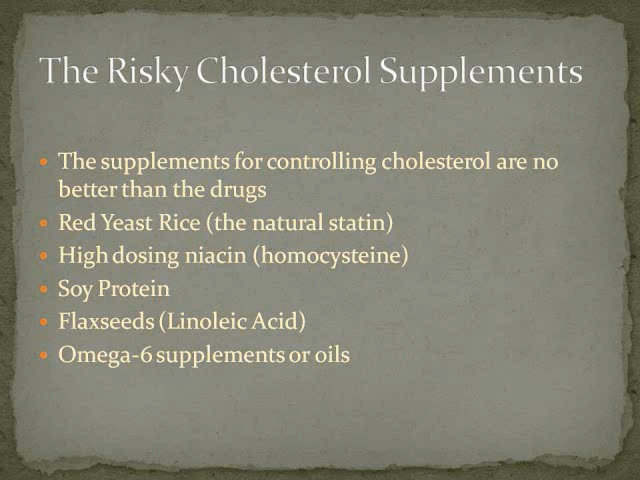 The Risky Cholesterol Supplements
The supplements for controlling cholesterol are no
better than the drugs
Red Yeast Rice (the natural statin)
High dosing niacin (homocysteine)
Soy Protein
Flaxseeds (Linoleic Acid)
Omega-6 supplements or oils